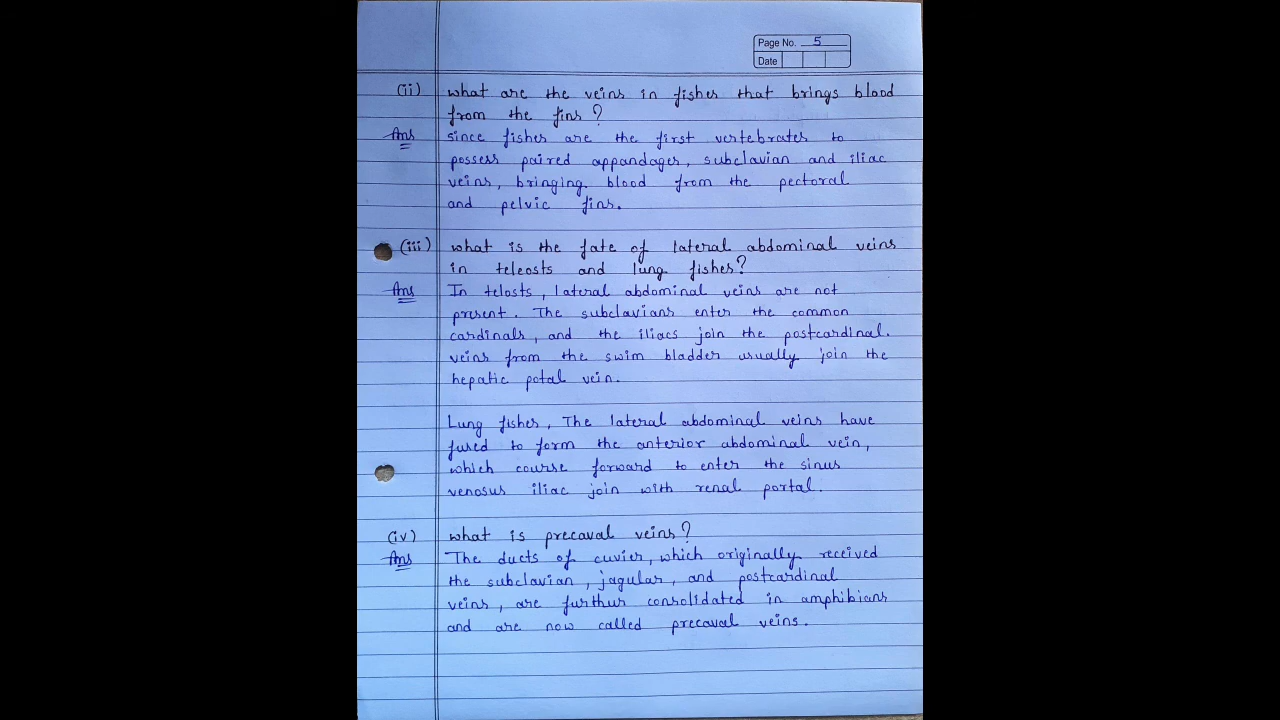 Page No. 5
Date
(ii) what are the veins in fishes that brings blood
from the fins?
Ans since fishes are the first vertebrates to
possess paired appandages, subclavian and iliac
veins, bringing blood from the pectoral
and pelvic fins.
(iii) what is the fate of lateral abdominal veins
in teleosts and lung fishes?
Ans In telosts, lateral abdominal veins are not
present. The subclavians enter the common
cardinals, and the iliacs join the postcardinal.
veins from the swim bladder usually join the
hepatic potal vein.
Lung fishes, The lateral abdominal veins have
fused to form the anterior abdominal vein,
which course forward to enter the sinus
venosus iliac join with renal portal.
(iv) what is precaval veins?
Ans The ducts of cuvier, which originally received
the subclavian, jagular, and postcardinal
veins, are furthur consolidated in amphibians
and are now called precaval veins.